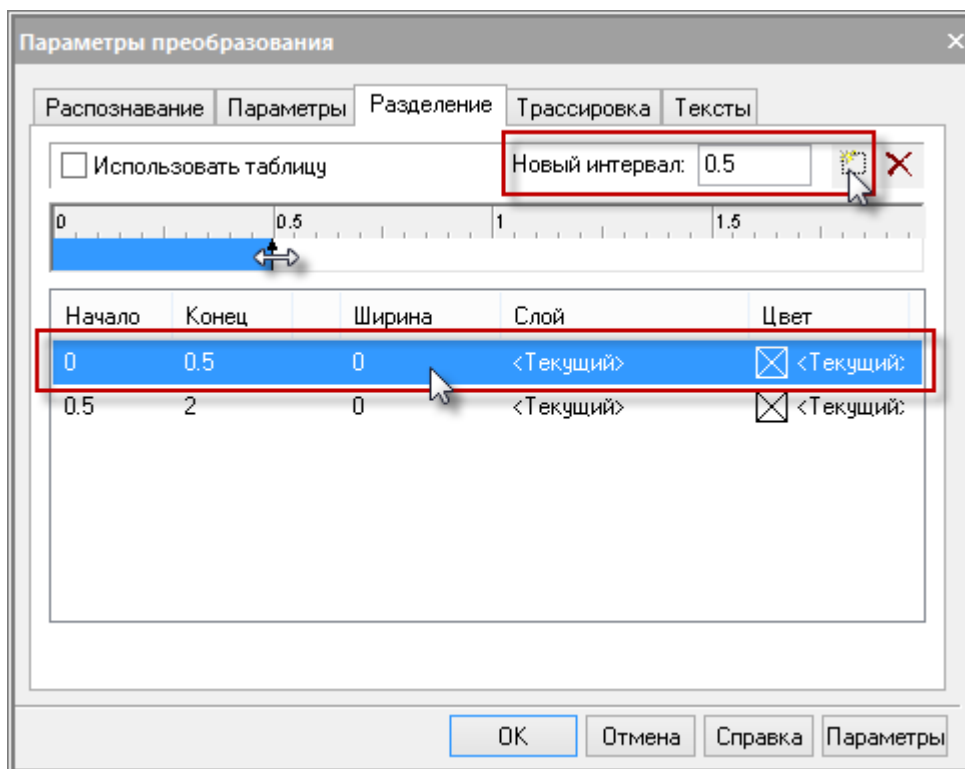 Параметры преобразования
Распознавание Параметры Разделение Трассировка Тексты
Использовать таблицу Новый интервал: 0.5
0 0.5 1 1.5
Начало Конец Ширина Слой Цвет
0 0.5 0 <Текущий> <Текущий:
0.5 2 0 <Текущий> <Текущий:
OK Отмена Справка Параметры